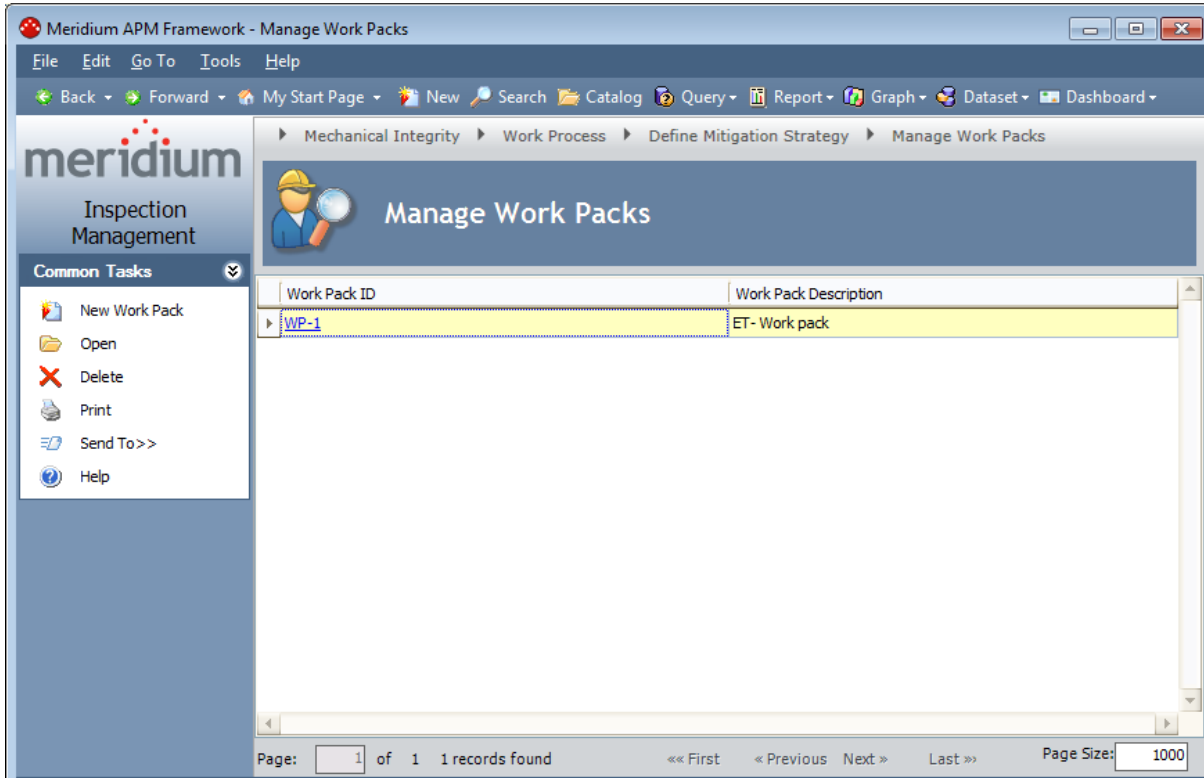 Meridium APM Framework - Manage Work Packs
File Edit Go To Tools Help
Back Forward My Start Page New Search Catalog Query Report Graph Dataset Dashboard
meridium
Inspection
Management
Mechanical Integrity Work Process Define Mitigation Strategy Manage Work Packs
Manage Work Packs
Common Tasks
New Work Pack
Open
Delete
Print
Send To>>
Help
Work Pack ID Work Pack Description
WP-1 ET- Work pack
Page: 1 of 1 1 records found «« First « Previous Next » Last »» Page Size: 1000